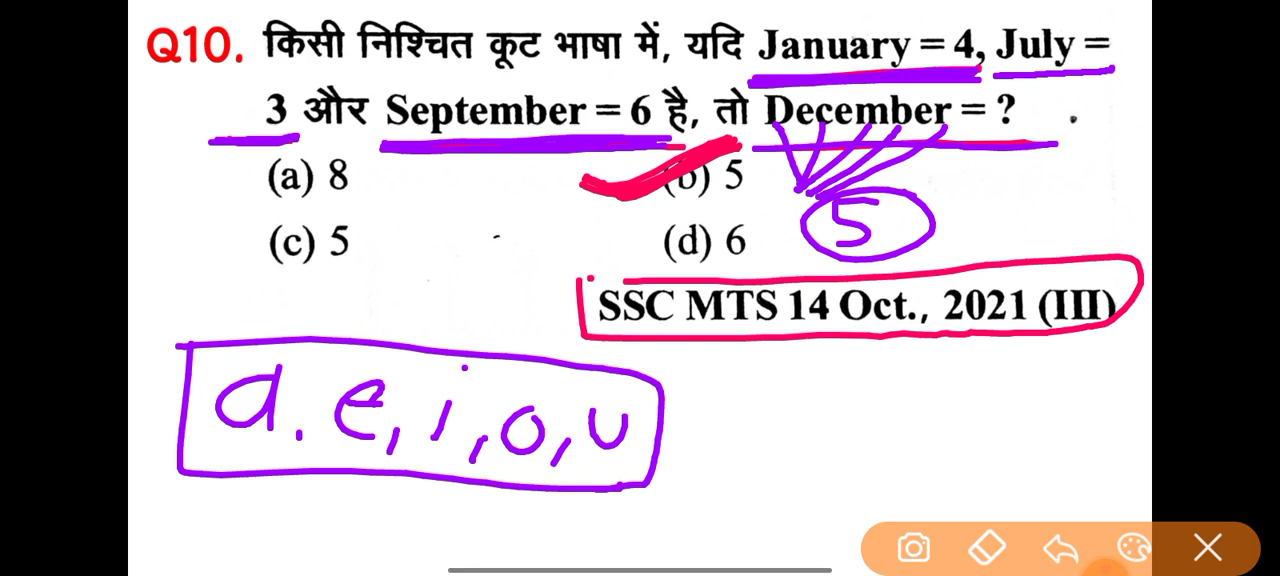 Q10. किसी निश्चित कूट भाषा में, यदि January = 4, July =
3 और September = 6 है, तो December = ?
(a) 8 (b) 5
(c) 5 (d) 6
5
SSC MTS 14 Oct., 2021 (III)
a, e, i, o, u